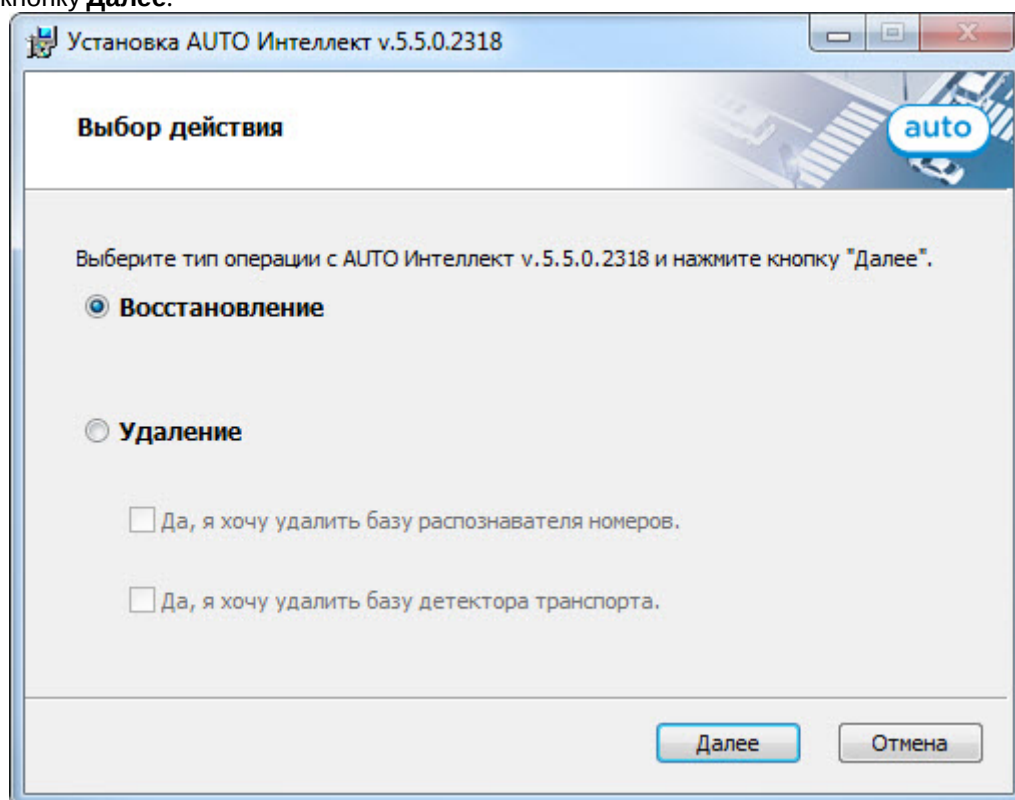 кнопку Далее.
Установка AUTO Интеллект v.5.5.0.2318
Выбор действия
auto
Выберите тип операции с AUTO Интеллект v.5.5.0.2318 и нажмите кнопку "Далее".
Восстановление
Удаление
Да, я хочу удалить базу распознавателя номеров.
Да, я хочу удалить базу детектора транспорта.
Далее Отмена